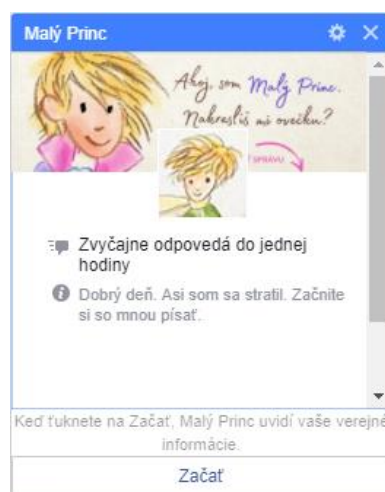 Malý Princ
Ahoj, som Malý Princ.
Nakreslíš mi ovečku?
SPRÁVU
Zvyčajne odpovedá do jednej
hodiny
Dobrý deň. Asi som sa stratil. Začnite
si so mnou písať.
Keď ťuknete na Začať, Malý Princ uvidí vaše verejné
informácie.
Začať